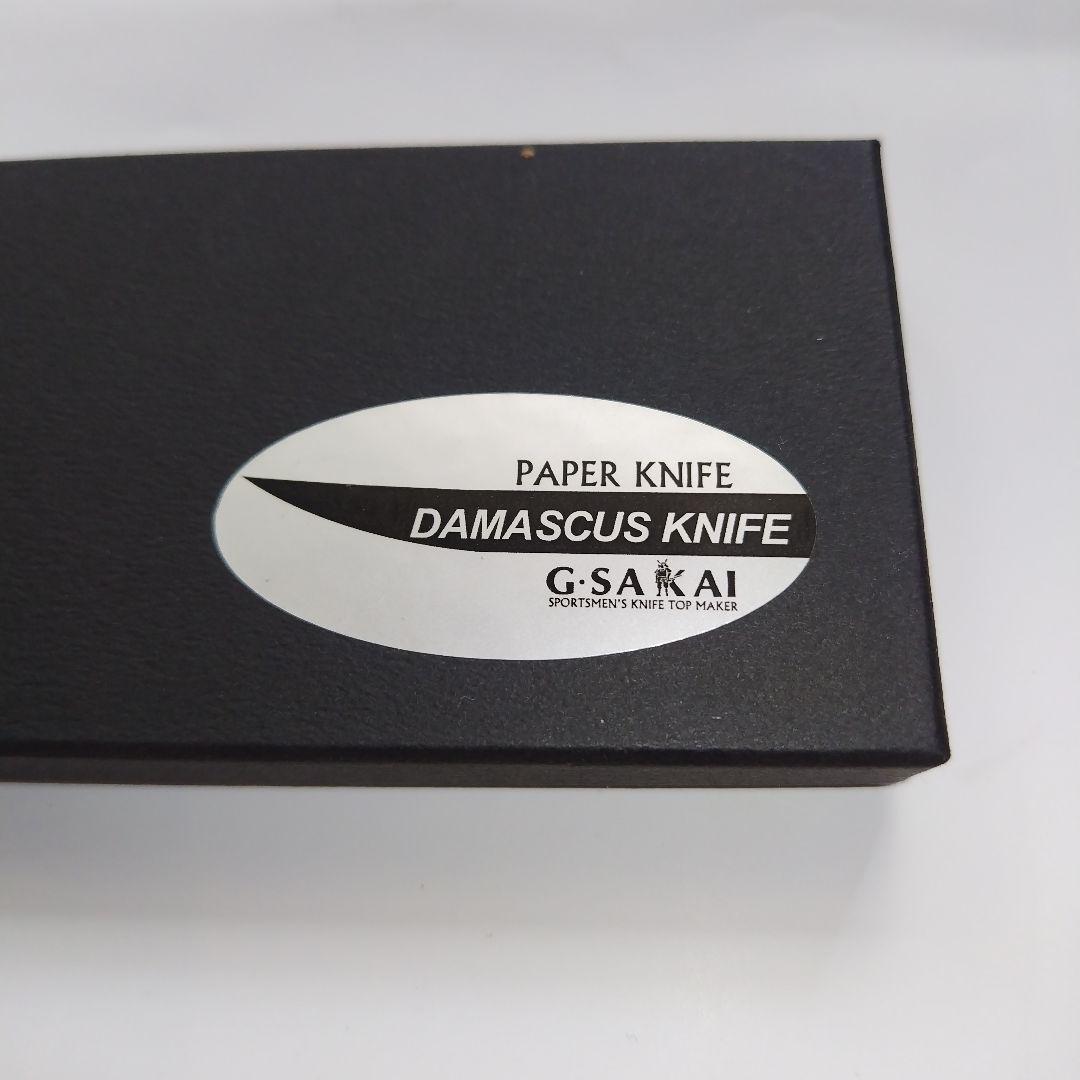 PAPER KNIFE
DAMASCUS KNIFE
G·SAKAI
SPORTSMEN'S KNIFE TOP MAKER